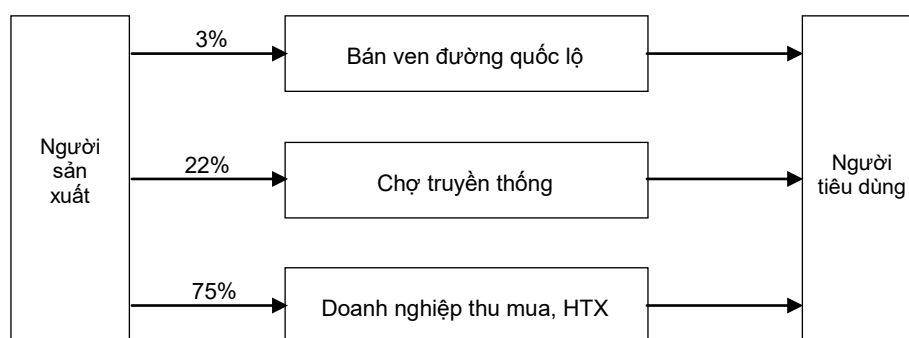 Người
sản
xuất
3%
Bán ven đường quốc lộ
22%
Chợ truyền thống
75%
Doanh nghiệp thu mua, HTX
Người
tiêu dùng